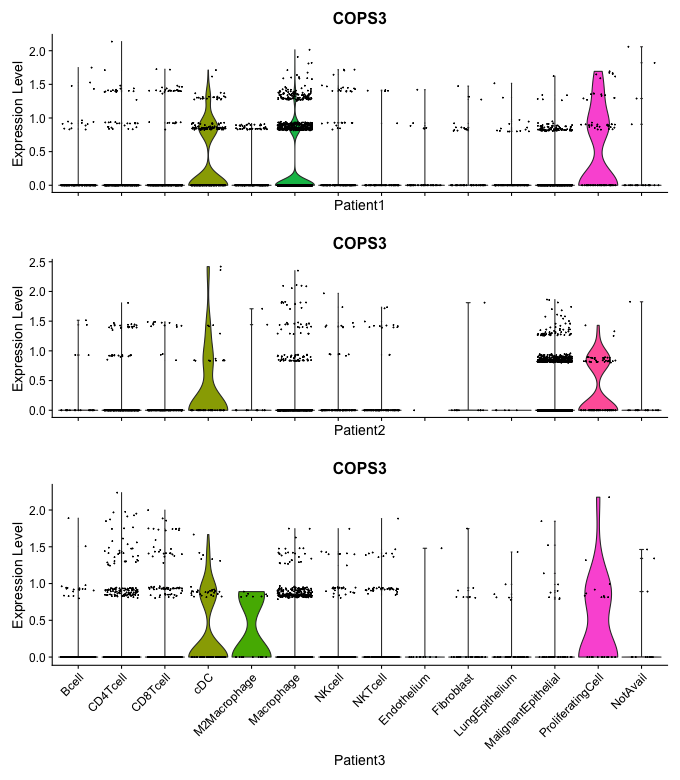 COPS3
Expression Level
2.0
1.5
1.0
0.5
0.0
Patient1
COPS3
Expression Level
2.5
2.0
1.5
1.0
0.5
0.0
Patient2
COPS3
Expression Level
2.0
1.5
1.0
0.5
0.0
Bcell
CD4Tcell
CD8Tcell
cDC
M2Macrophage
Macrophage
NKcell
NKTcell
Endothelium
Fibroblast
LungEpithelium
MalignantEpithelial
ProliferatingCell
NotAvail
Patient3